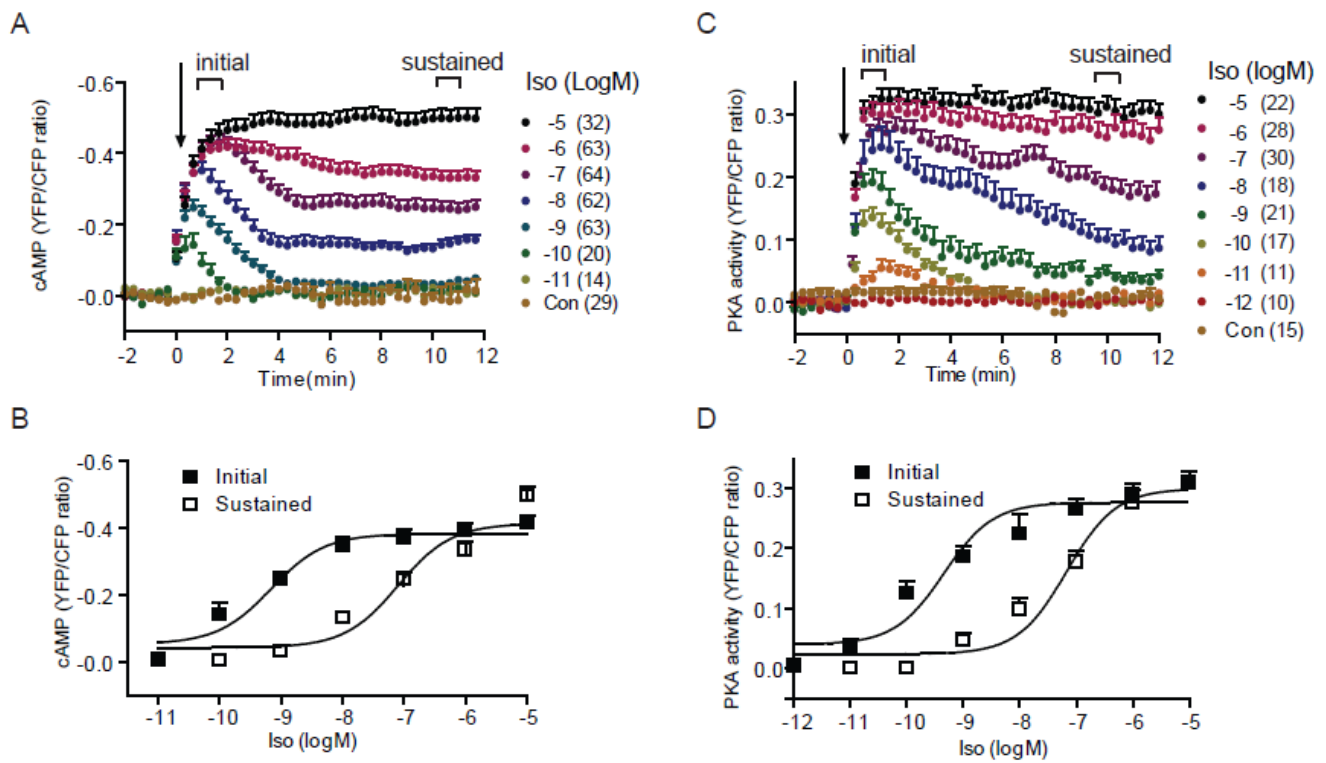 A
initial
sustained
cAMP (YFP/CFP ratio)
-0.6
-0.4
-0.2
-0.0
-2 0 2 4 6 8 10 12
Time(min)
Iso (LogM)
-5 (32)
-6 (63)
-7 (64)
-8 (62)
-9 (63)
-10 (20)
-11 (14)
Con (29)
C
initial
sustained
PKA activity (YFP/CFP ratio)
0.3
0.2
0.1
0.0
-2 0 2 4 6 8 10 12
Time (min)
Iso (logM)
-5 (22)
-6 (28)
-7 (30)
-8 (18)
-9 (21)
-10 (17)
-11 (11)
-12 (10)
Con (15)
B
Initial
Sustained
cAMP (YFP/CFP ratio)
-0.6
-0.4
-0.2
-0.0
-11 -10 -9 -8 -7 -6 -5
Iso (logM)
D
Initial
Sustained
PKA activity (YFP/CFP ratio)
0.3
0.2
0.1
0.0
-12 -11 -10 -9 -8 -7 -6 -5
Iso (logM)